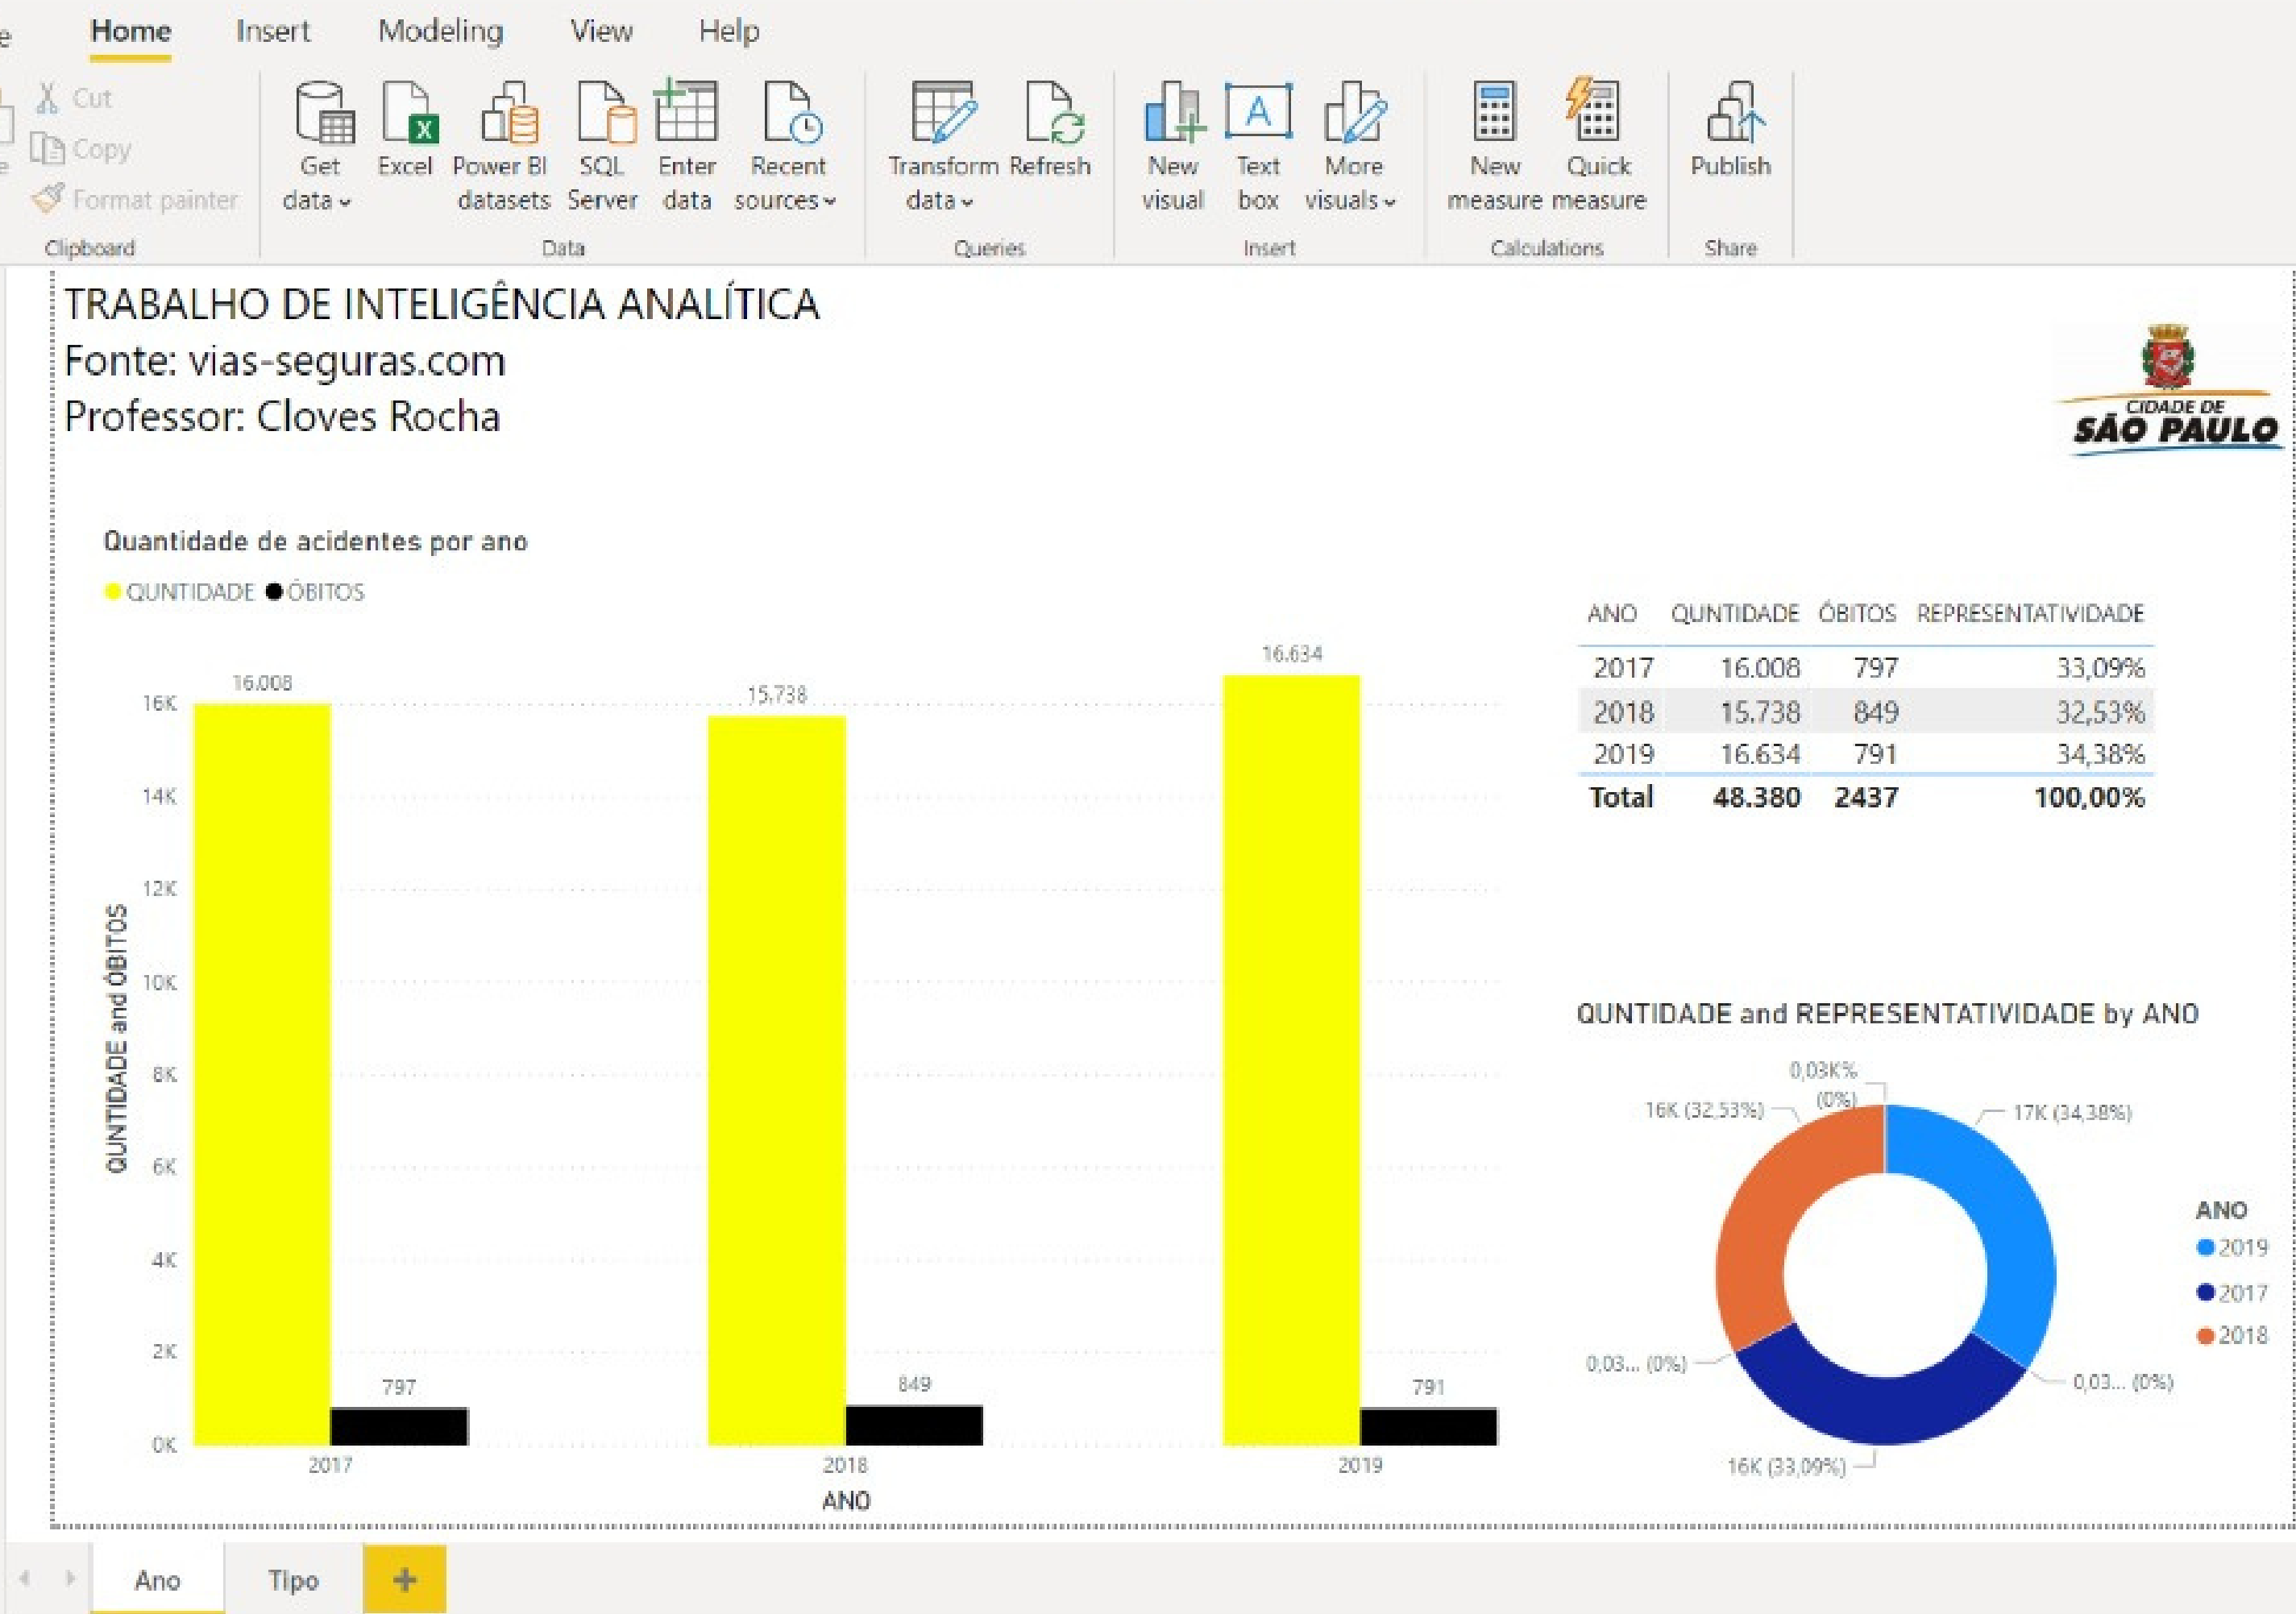 Home Insert Modeling View Help
Cut
Copy
Format painter
Clipboard
Get data
Excel
Power BI datasets
SQL Server
Enter data
Recent sources
Data
Transform data
Refresh
Queries
New visual
Text box
More visuals
Insert
New measure
Quick measure
Calculations
Publish
Share
TRABALHO DE INTELIGÊNCIA ANALÍTICA
Fonte: vias-seguras.com
Professor: Cloves Rocha
CIDADE DE
SÃO PAULO
Quantidade de acidentes por ano
QUNTIDADE ÓBITOS
QUNTIDADE and ÓBITOS
16K
14K
12K
10K
8K
6K
4K
2K
0K
16.008
797
15.738
849
16.634
791
2017 2018 2019
ANO
ANO QUNTIDADE ÓBITOS REPRESENTATIVIDADE
2017 16.008 797 33,09%
2018 15.738 849 32,53%
2019 16.634 791 34,38%
Total 48.380 2437 100,00%
QUNTIDADE and REPRESENTATIVIDADE by ANO
0,03K%
(0%)
16K (32,53%)
17K (34,38%)
0,03... (0%)
0,03... (0%)
16K (33,09%)
ANO
2019
2017
2018
Ano Tipo +